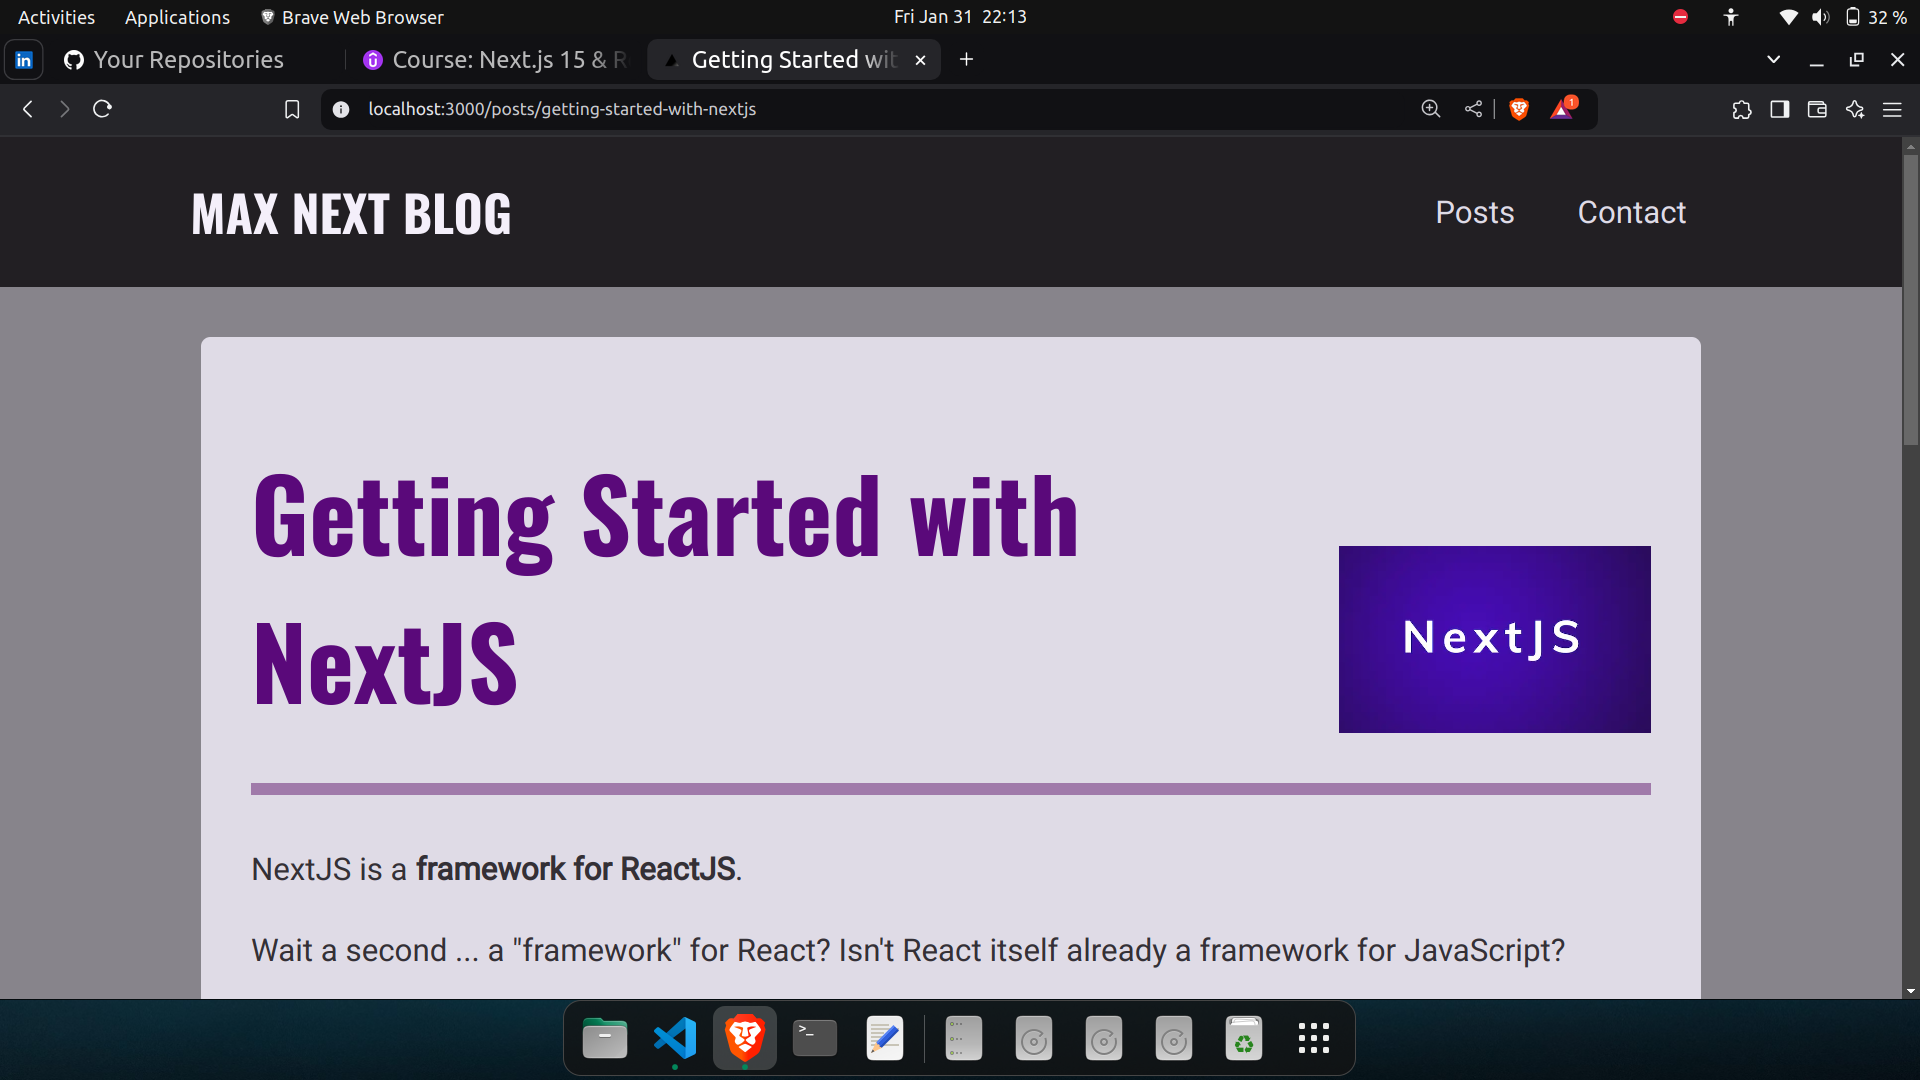 Activities Applications Brave Web Browser Fri Jan 31 22:13 32 %
in Your Repositories Course: Next.js 15 & R Getting Started wit
localhost:3000/posts/getting-started-with-nextjs 1
MAX NEXT BLOG Posts Contact
Getting Started with
NextJS
NextJS
NextJS is a framework for ReactJS.
Wait a second ... a "framework" for React? Isn't React itself already a framework for JavaScript?
>_